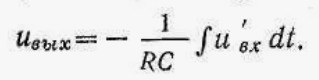 u_вых = − 1/RC ∫u′_вх dt.